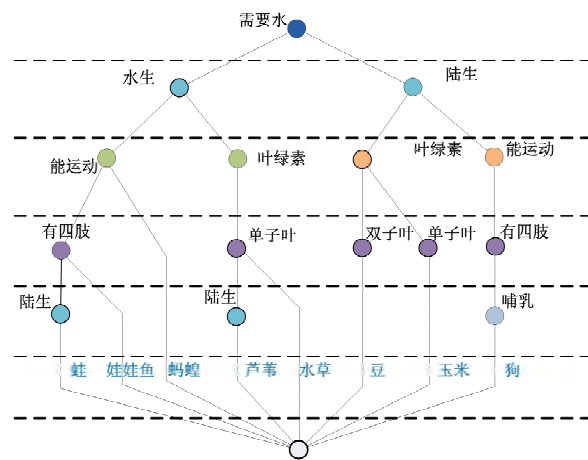 需要水
水生
陆生
能运动
叶绿素
叶绿素
能运动
有四肢
单子叶
双子叶
单子叶
有四肢
陆生
陆生
哺乳
蛙
娃娃鱼
蚂蝗
芦苇
水草
豆
玉米
狗